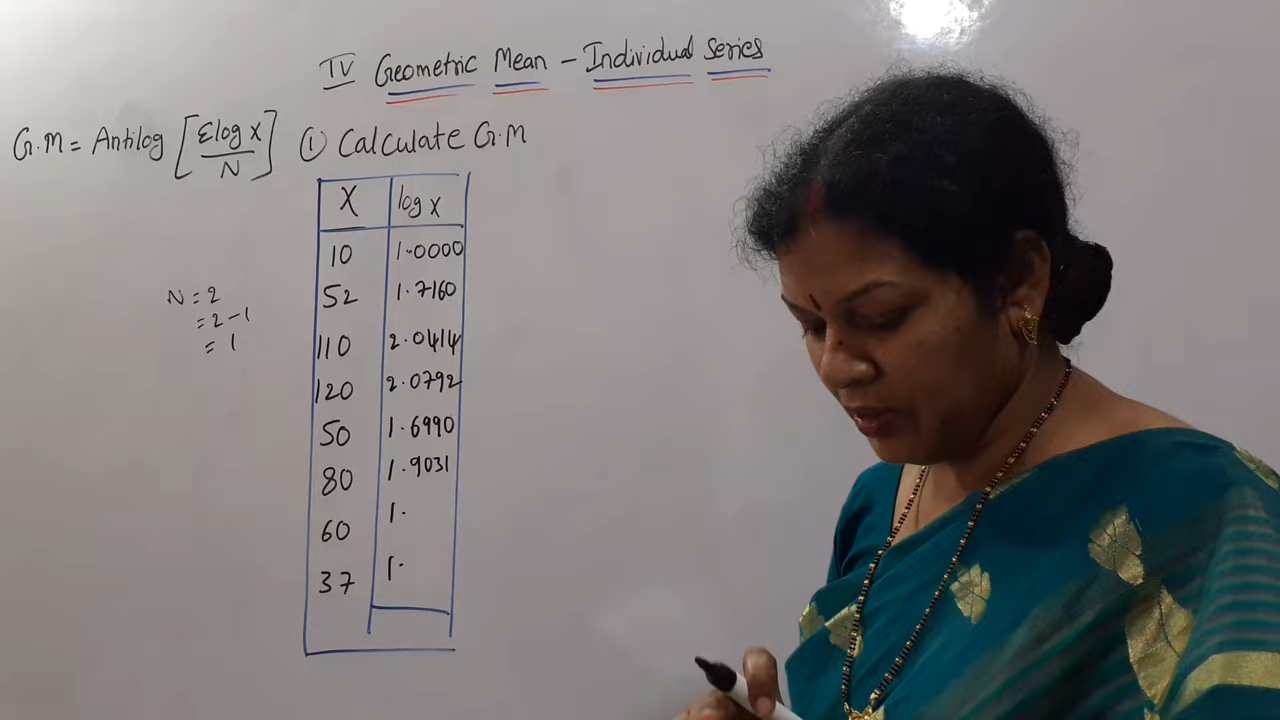 IV Geometric Mean - Individual Series
G.M = Antilog [Σlog X / N] ① Calculate G.M
X log x
10 1.0000
52 1.7160
110 2.0414
120 2.0792
50 1.6990
80 1.9031
60 1.
37 1.
N = 2
= 2 - 1
= 1